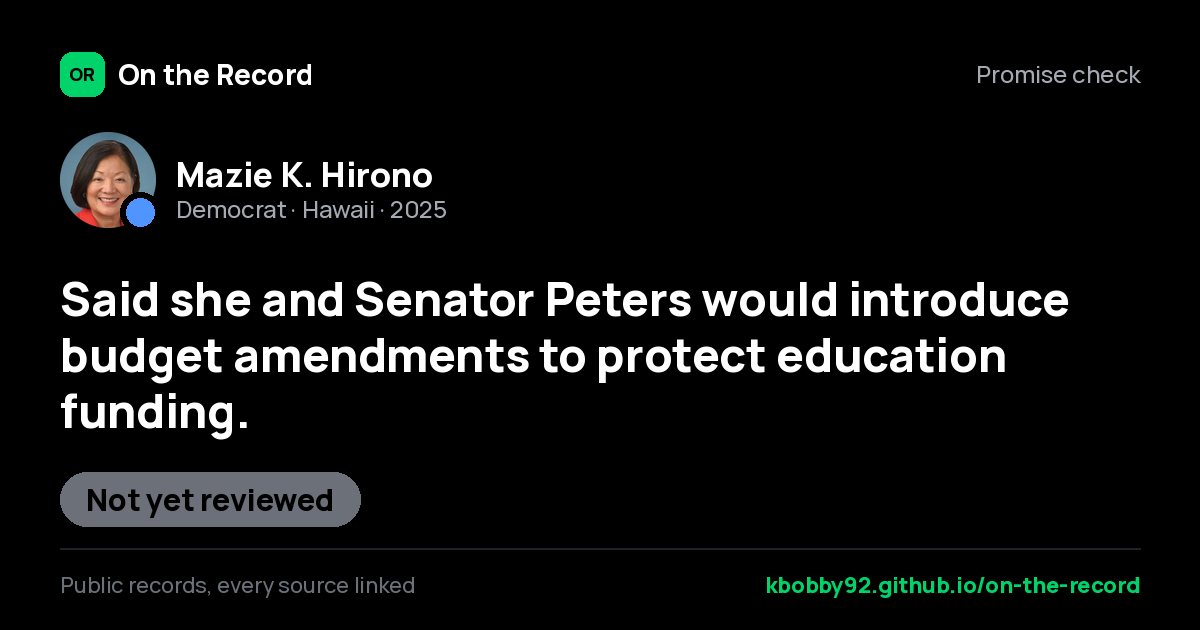 OR On the Record
Promise check
Mazie K. Hirono
Democrat · Hawaii · 2025
Said she and Senator Peters would introduce
budget amendments to protect education
funding.
Not yet reviewed
Public records, every source linked
kbobby92.github.io/on-the-record